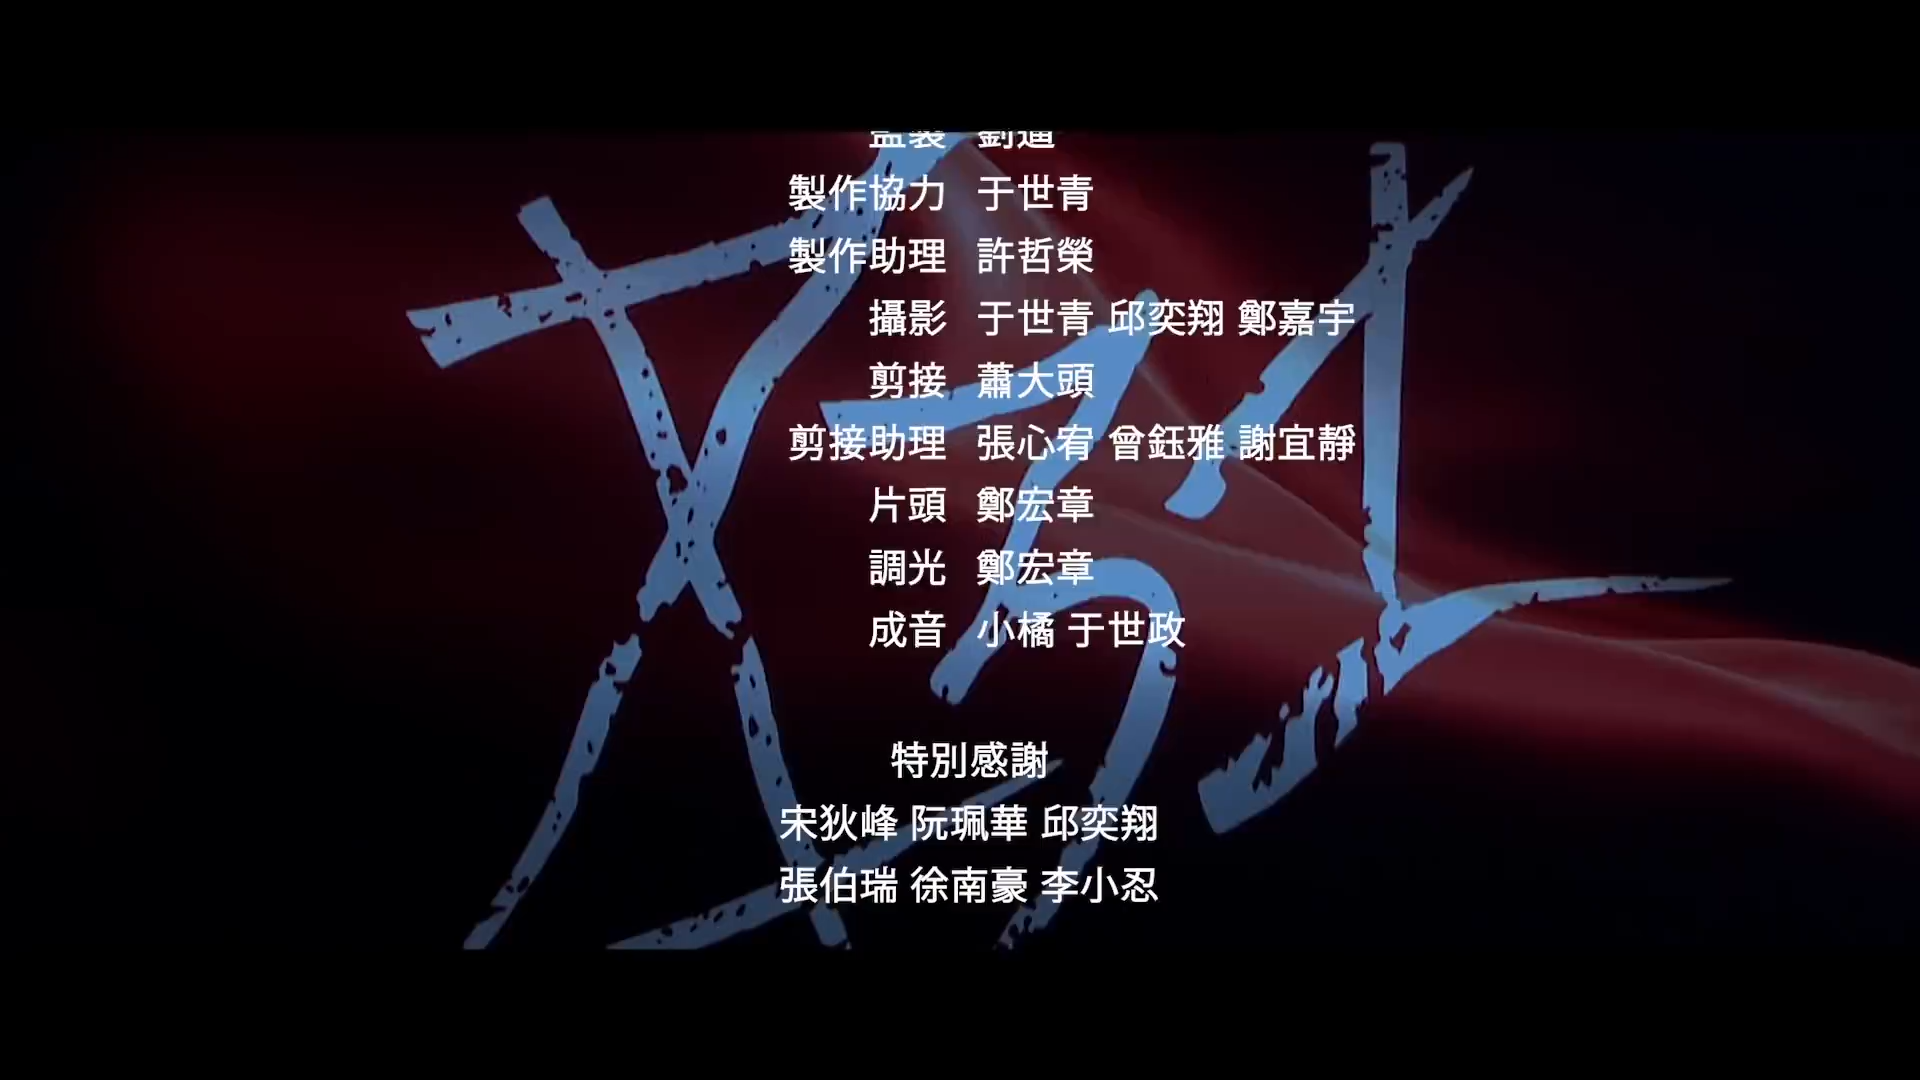 監製 劉逼
製作協力 于世青
製作助理 許哲榮
攝影 于世青 邱奕翔 鄭嘉宇
剪接 蕭大頭
剪接助理 張心宥 曾鈺雅 謝宜靜
片頭 鄭宏章
調光 鄭宏章
成音 小橘 于世政
特別感謝
宋狄峰 阮珮華 邱奕翔
張伯瑞 徐南豪 李小忍